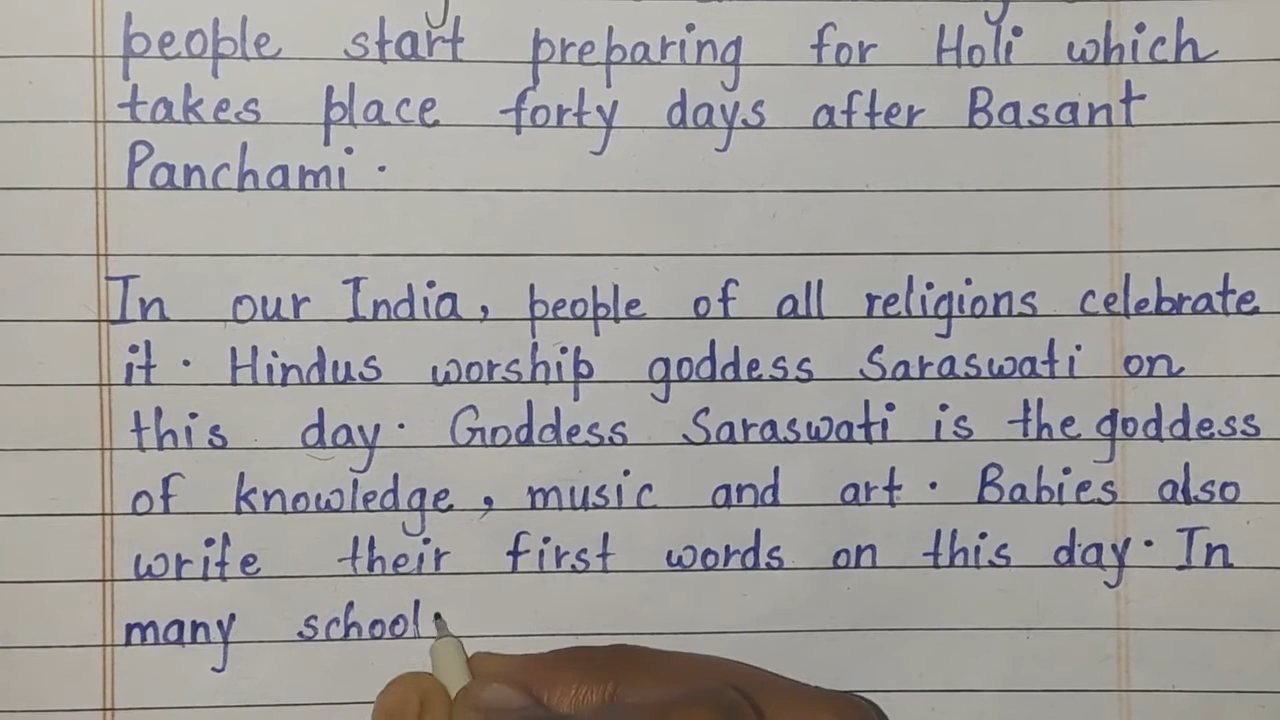 people start preparing for Holi which
takes place forty days after Basant
Panchami.
In our India, people of all religions celebrate
it. Hindus worship goddess Saraswati on
this day. Goddess Saraswati is the goddess
of knowledge, music and art. Babies also
write their first words on this day. In
many school